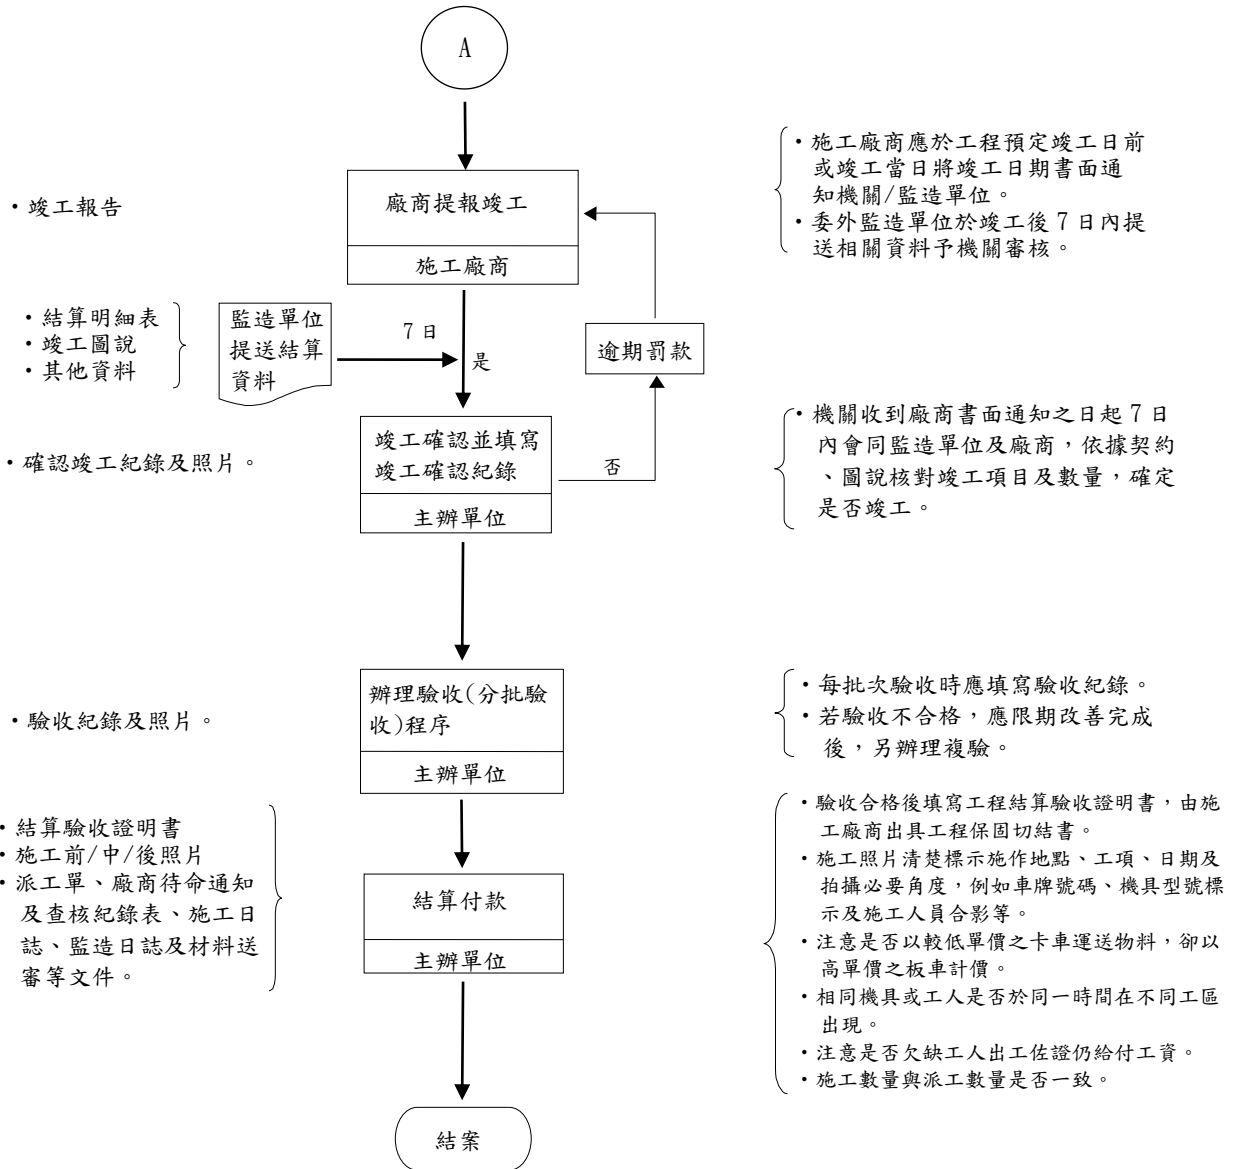 A
・竣工報告
廠商提報竣工
施工廠商
・施工廠商應於工程預定竣工日前
或竣工當日將竣工日期書面通
知機關/監造單位。
・委外監造單位於竣工後 7 日內提
送相關資料予機關審核。
・結算明細表
・竣工圖說
・其他資料
監造單位
提送結算
資料
7 日
是
逾期罰款
・確認竣工紀錄及照片。
竣工確認並填寫
竣工確認紀錄
主辦單位
否
・機關收到廠商書面通知之日起 7 日
內會同監造單位及廠商，依據契約
、圖說核對竣工項目及數量，確定
是否竣工。
・驗收紀錄及照片。
辦理驗收(分批驗
收)程序
主辦單位
・每批次驗收時應填寫驗收紀錄。
・若驗收不合格，應限期改善完成
後，另辦理複驗。
・結算驗收證明書
・施工前/中/後照片
・派工單、廠商待命通知
及查核紀錄表、施工日
誌、監造日誌及材料送
審等文件。
結算付款
主辦單位
・驗收合格後填寫工程結算驗收證明書，由施
工廠商出具工程保固切結書。
・施工照片清楚標示施作地點、工項、日期及
拍攝必要角度，例如車牌號碼、機具型號標
示及施工人員合影等。
・注意是否以較低單價之卡車運送物料，卻以
高單價之板車計價。
・相同機具或工人是否於同一時間在不同工區
出現。
・注意是否欠缺工人出工佐證仍給付工資。
・施工數量與派工數量是否一致。
結案